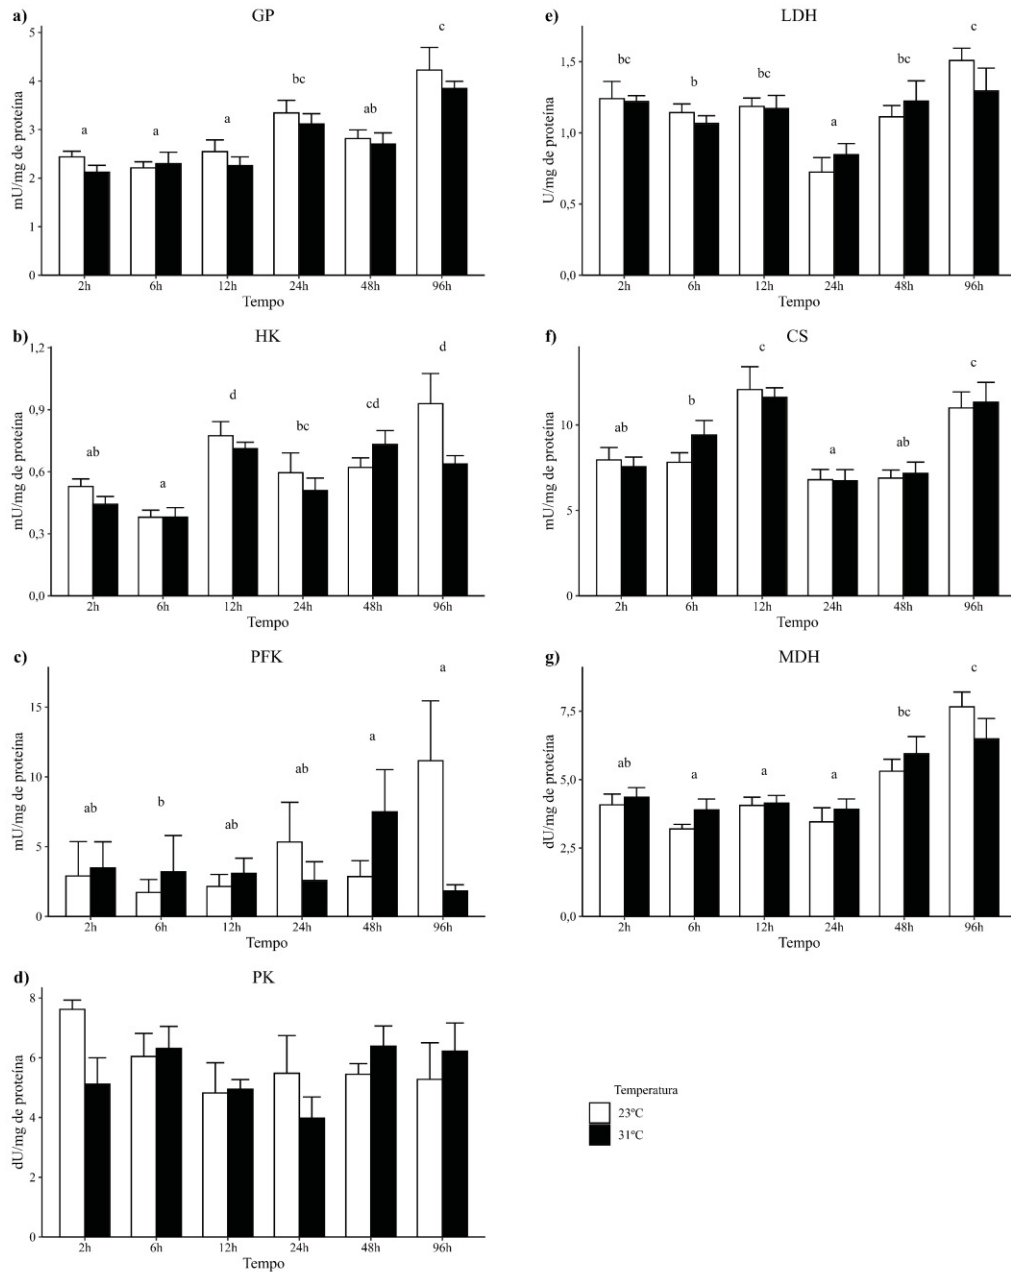 a) GP
mU/mg de proteína
5
4
3
2
1
0
a a a bc ab c
2h 6h 12h 24h 48h 96h
Tempo
b) HK
mU/mg de proteína
1,2
0,9
0,6
0,3
0,0
ab a d bc cd d
2h 6h 12h 24h 48h 96h
Tempo
c) PFK
mU/mg de proteína
15
10
5
0
ab b ab ab a a
2h 6h 12h 24h 48h 96h
Tempo
d) PK
dU/mg de proteína
8
6
4
2
0
2h 6h 12h 24h 48h 96h
Tempo
e) LDH
U/mg de proteína
1,5
1,0
0,5
0,0
bc b bc a bc c
2h 6h 12h 24h 48h 96h
Tempo
f) CS
mU/mg de proteína
10
5
0
ab b c a ab c
2h 6h 12h 24h 48h 96h
Tempo
g) MDH
dU/mg de proteína
7,5
5,0
2,5
0,0
ab a a a bc c
2h 6h 12h 24h 48h 96h
Tempo
Temperatura
23ºC
31ºC